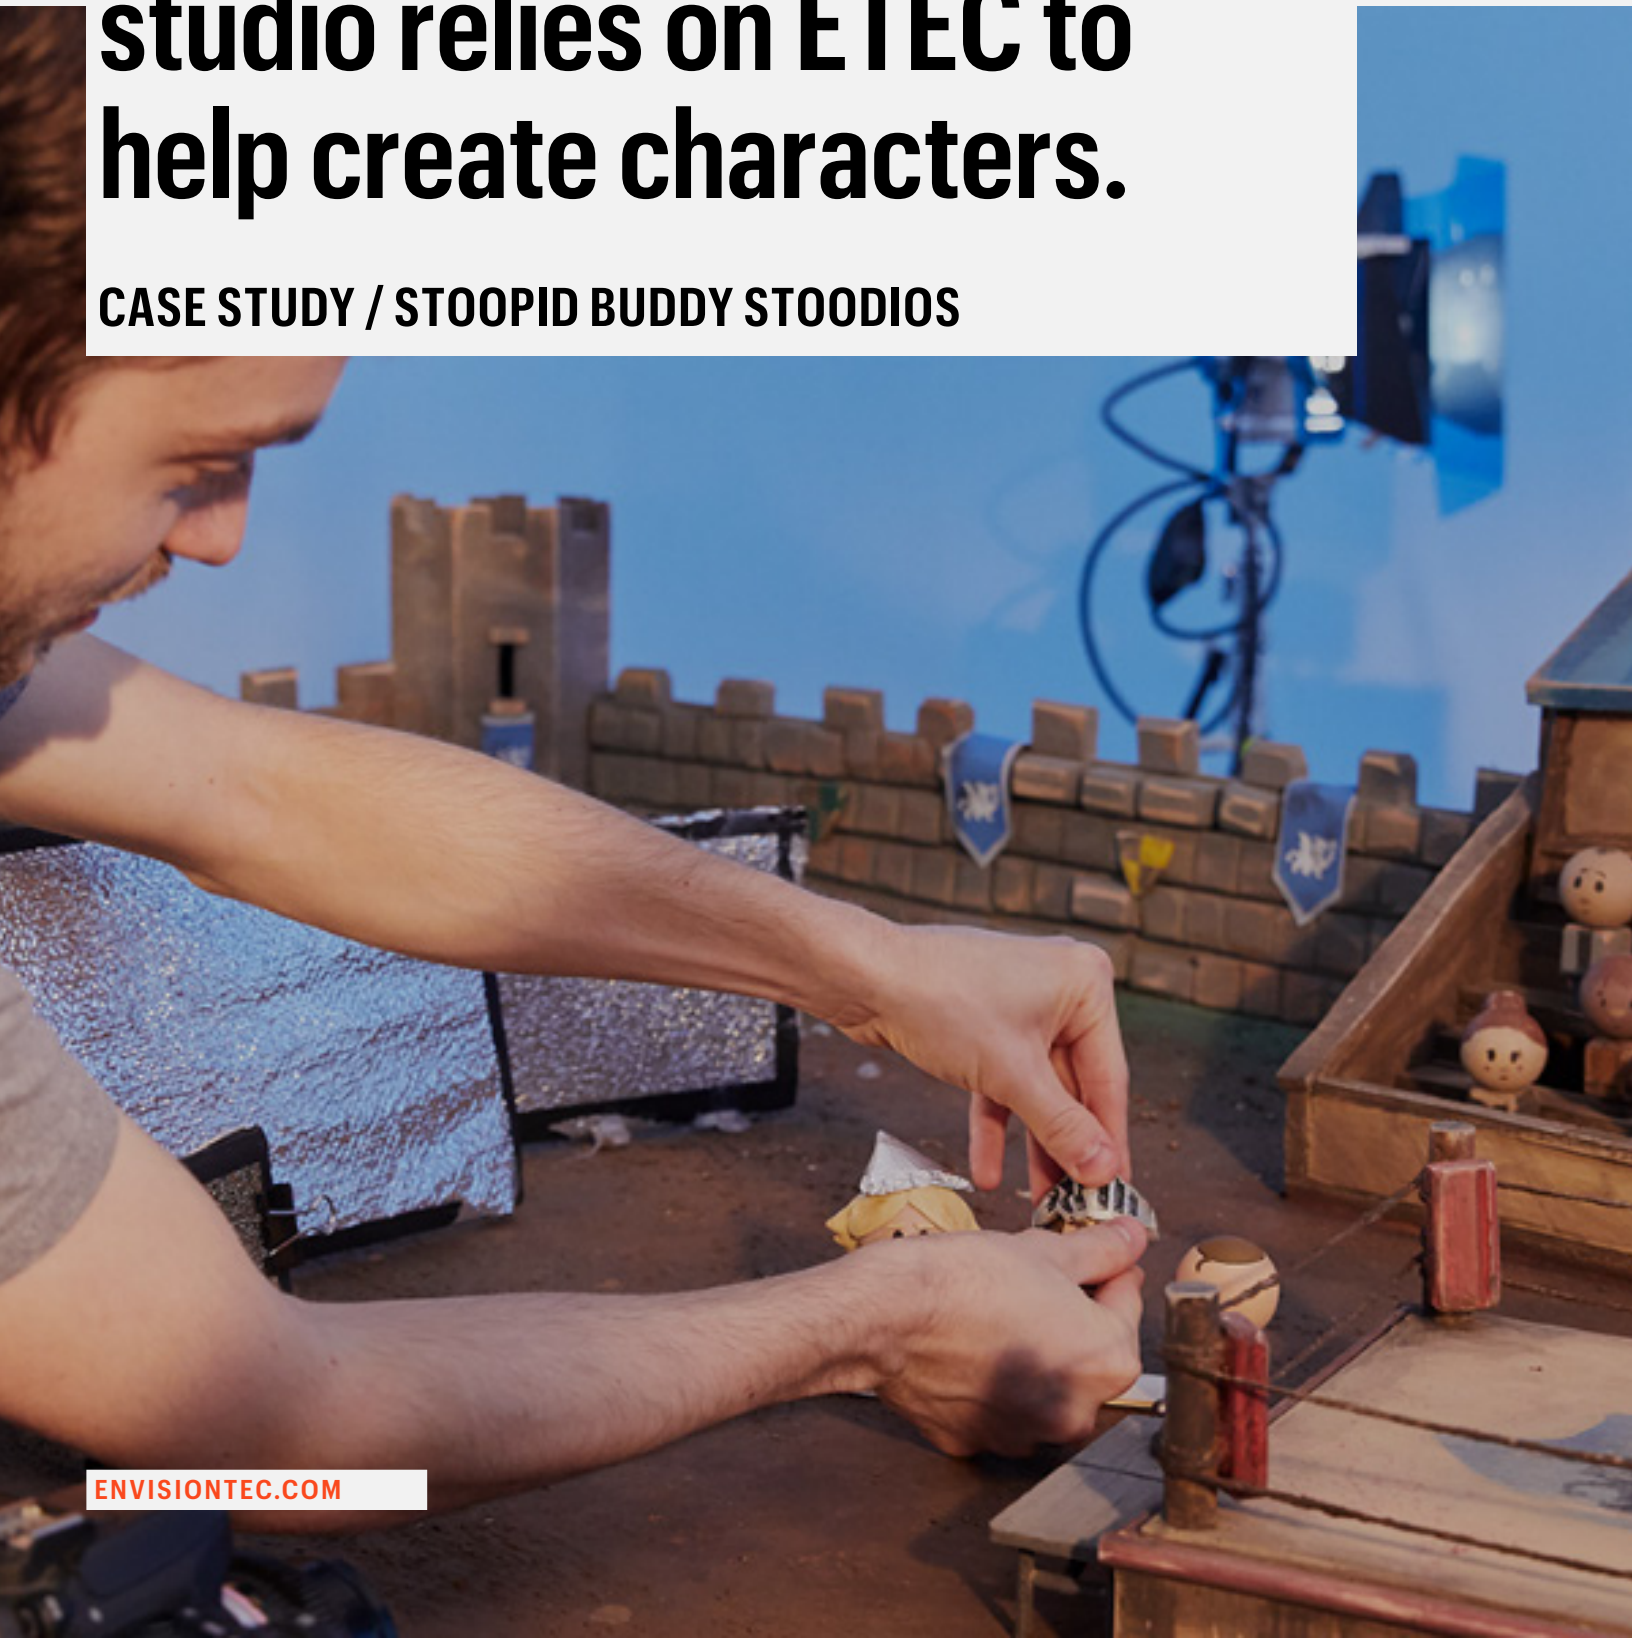 studio relies on ETEC to
help create characters.
CASE STUDY / STOOPID BUDDY STOODIOS
ENVISIONTEC.COM